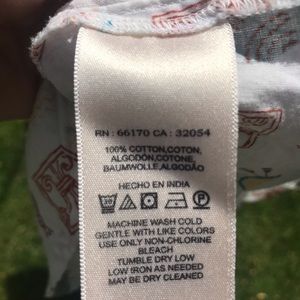 RN : 66170 CA : 32054
100% COTTON,COTON,
ALGODÓN,COTONE,
BAUMWOLLE,ALGODÃO
HECHO EN INDIA
MACHINE WASH COLD
GENTLE WITH LIKE COLORS
USE ONLY NON-CHLORINE
BLEACH
TUMBLE DRY LOW
LOW IRON AS NEEDED
MAY BE DRY CLEANED